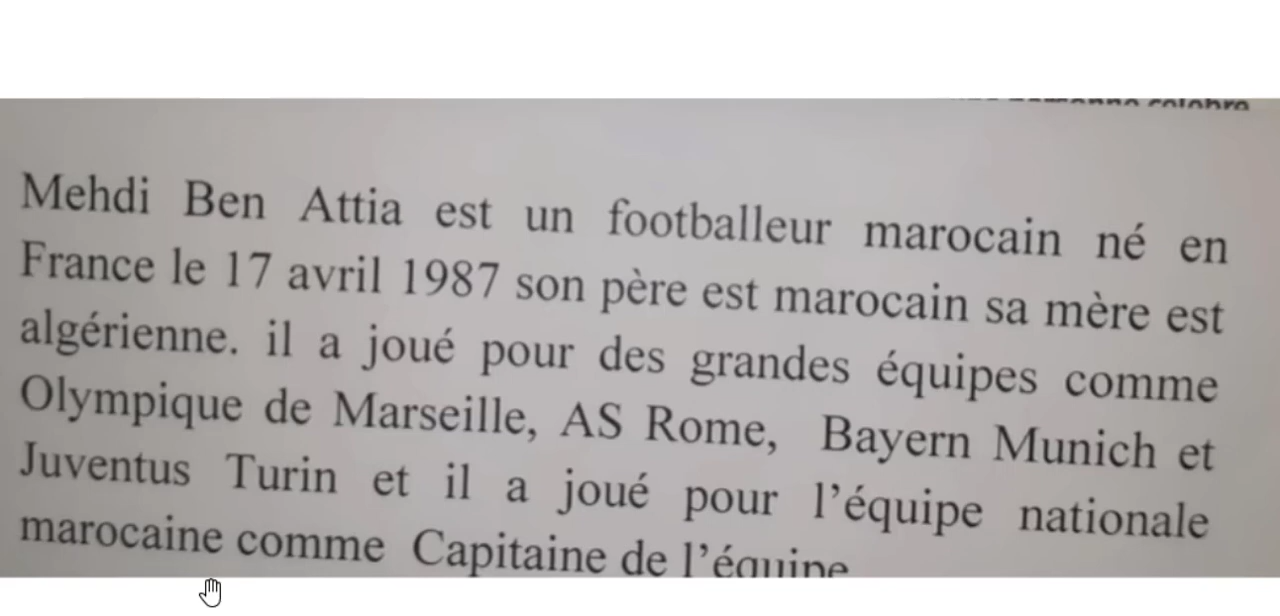 Mehdi Ben Attia est un footballeur marocain né en
France le 17 avril 1987 son père est marocain sa mère est
algérienne. il a joué pour des grandes équipes comme
Olympique de Marseille, AS Rome, Bayern Munich et
Juventus Turin et il a joué pour l’équipe nationale
marocaine comme Capitaine de l’équipe